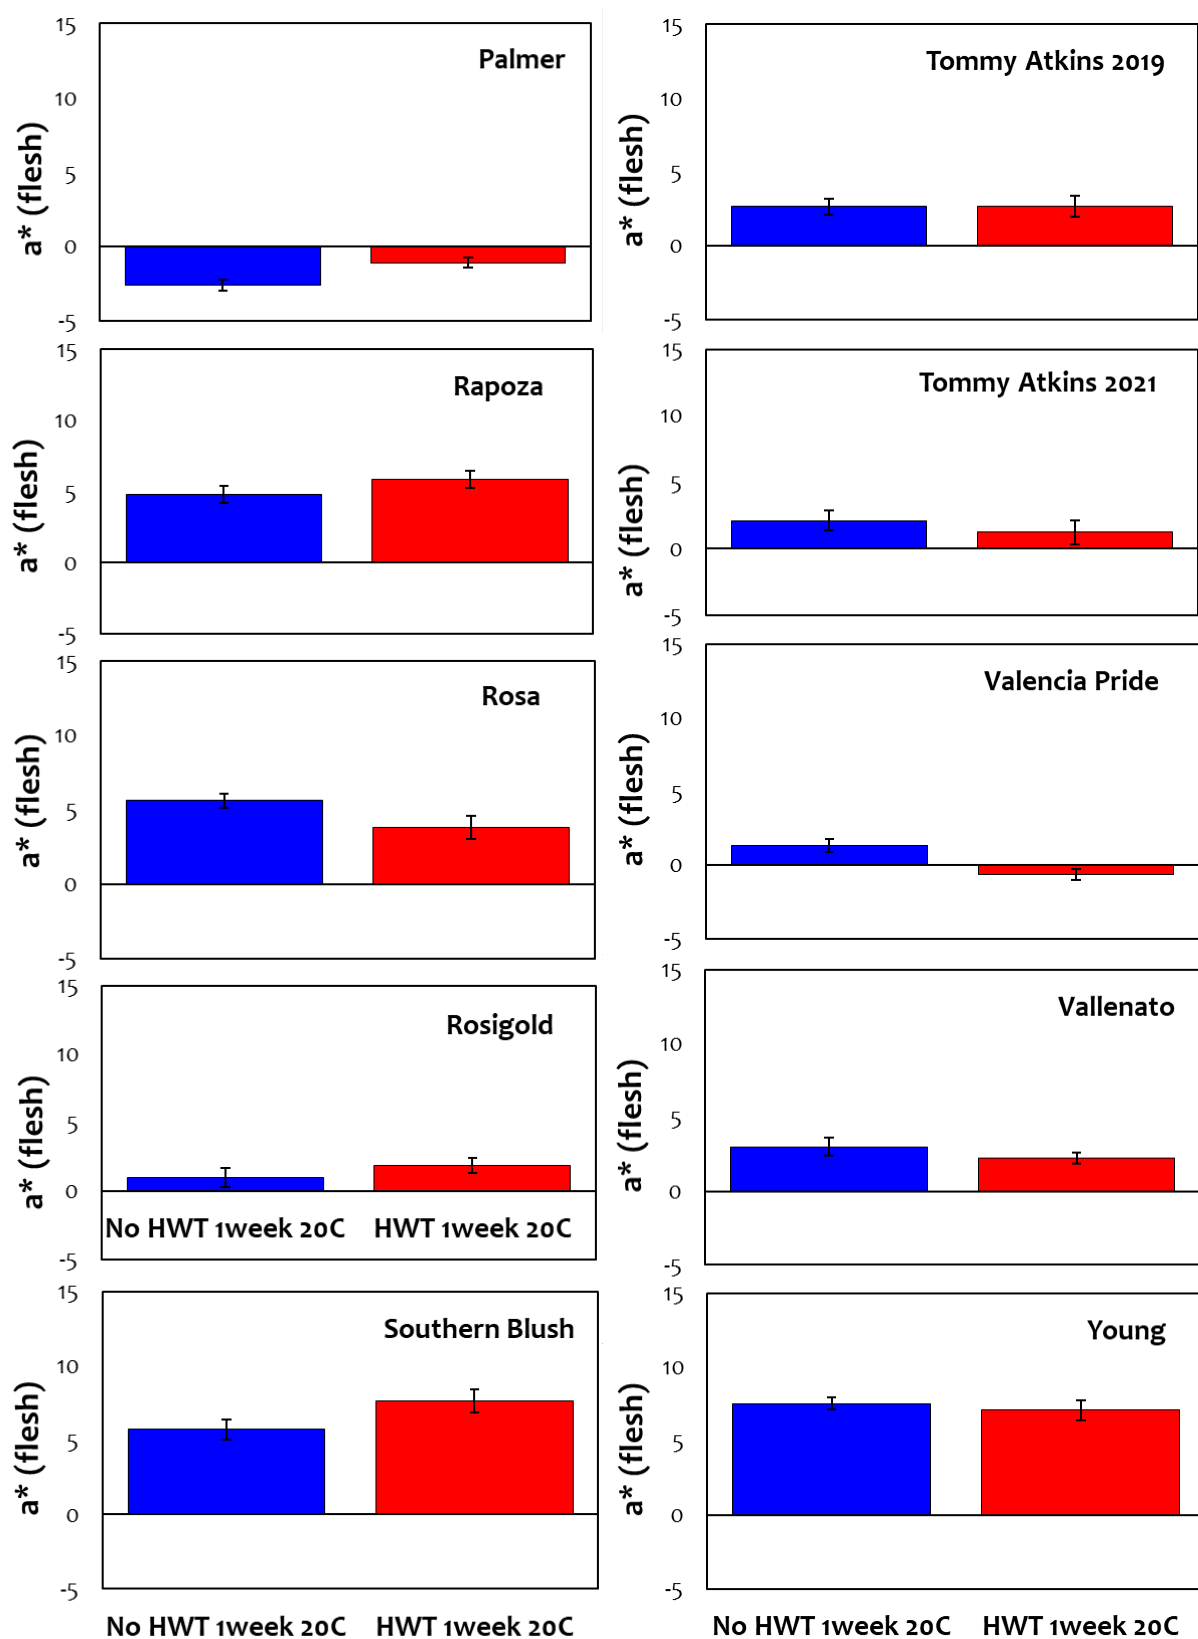 15
Palmer
10
a* (flesh)
5
0
-5
15
Tommy Atkins 2019
10
a* (flesh)
5
0
-5
15
Rapoza
10
a* (flesh)
5
0
-5
15
Tommy Atkins 2021
10
a* (flesh)
5
0
-5
15
Rosa
10
a* (flesh)
5
0
-5
15
Valencia Pride
10
a* (flesh)
5
0
-5
15
Rosigold
10
a* (flesh)
5
0
No HWT 1week 20C HWT 1week 20C
-5
15
Vallenato
10
a* (flesh)
5
0
-5
15
Southern Blush
10
a* (flesh)
5
0
-5
No HWT 1week 20C HWT 1week 20C
15
Young
10
a* (flesh)
5
0
-5
No HWT 1week 20C HWT 1week 20C